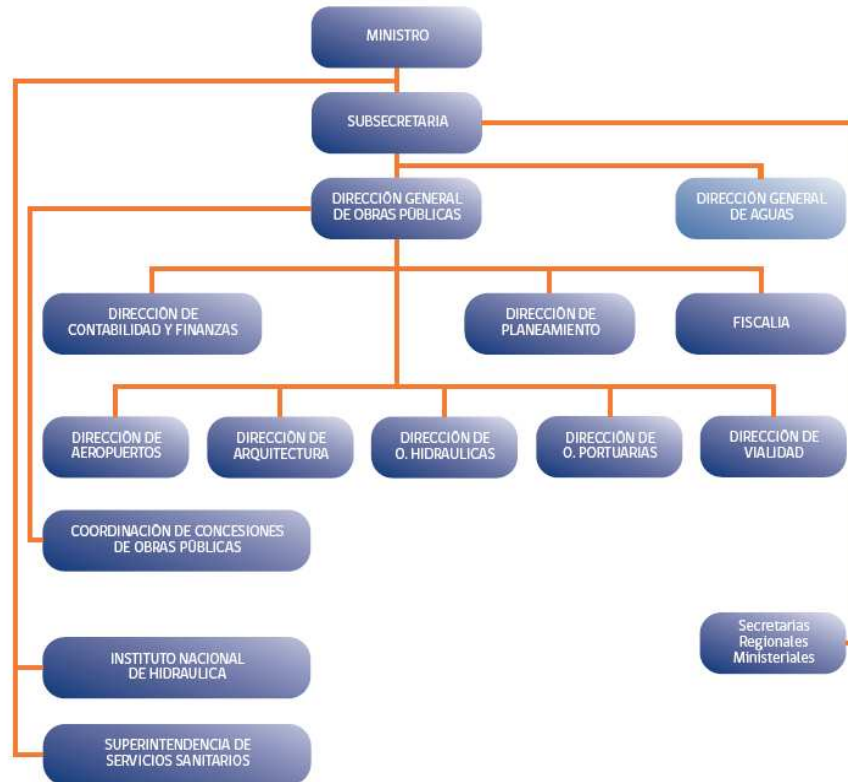 MINISTRO
SUBSECRETARIA
DIRECCIÓN GENERAL
DE OBRAS PÚBLICAS
DIRECCIÓN GENERAL
DE AGUAS
DIRECCIÓN DE
CONTABILIDAD Y FINANZAS
DIRECCIÓN DE
PLANEAMIENTO
FISCALIA
DIRECCIÓN DE
AEROPUERTOS
DIRECCIÓN DE
ARQUITECTURA
DIRECCIÓN DE
O. HIDRAULICAS
DIRECCIÓN DE
O. PORTUARIAS
DIRECCIÓN DE
VIALIDAD
COORDINACIÓN DE CONCESIONES
DE OBRAS PÚBLICAS
Secretarias
Regionales
Ministeriales
INSTITUTO NACIONAL
DE HIDRAULICA
SUPERINTENDENCIA DE
SERVICIOS SANITARIOS